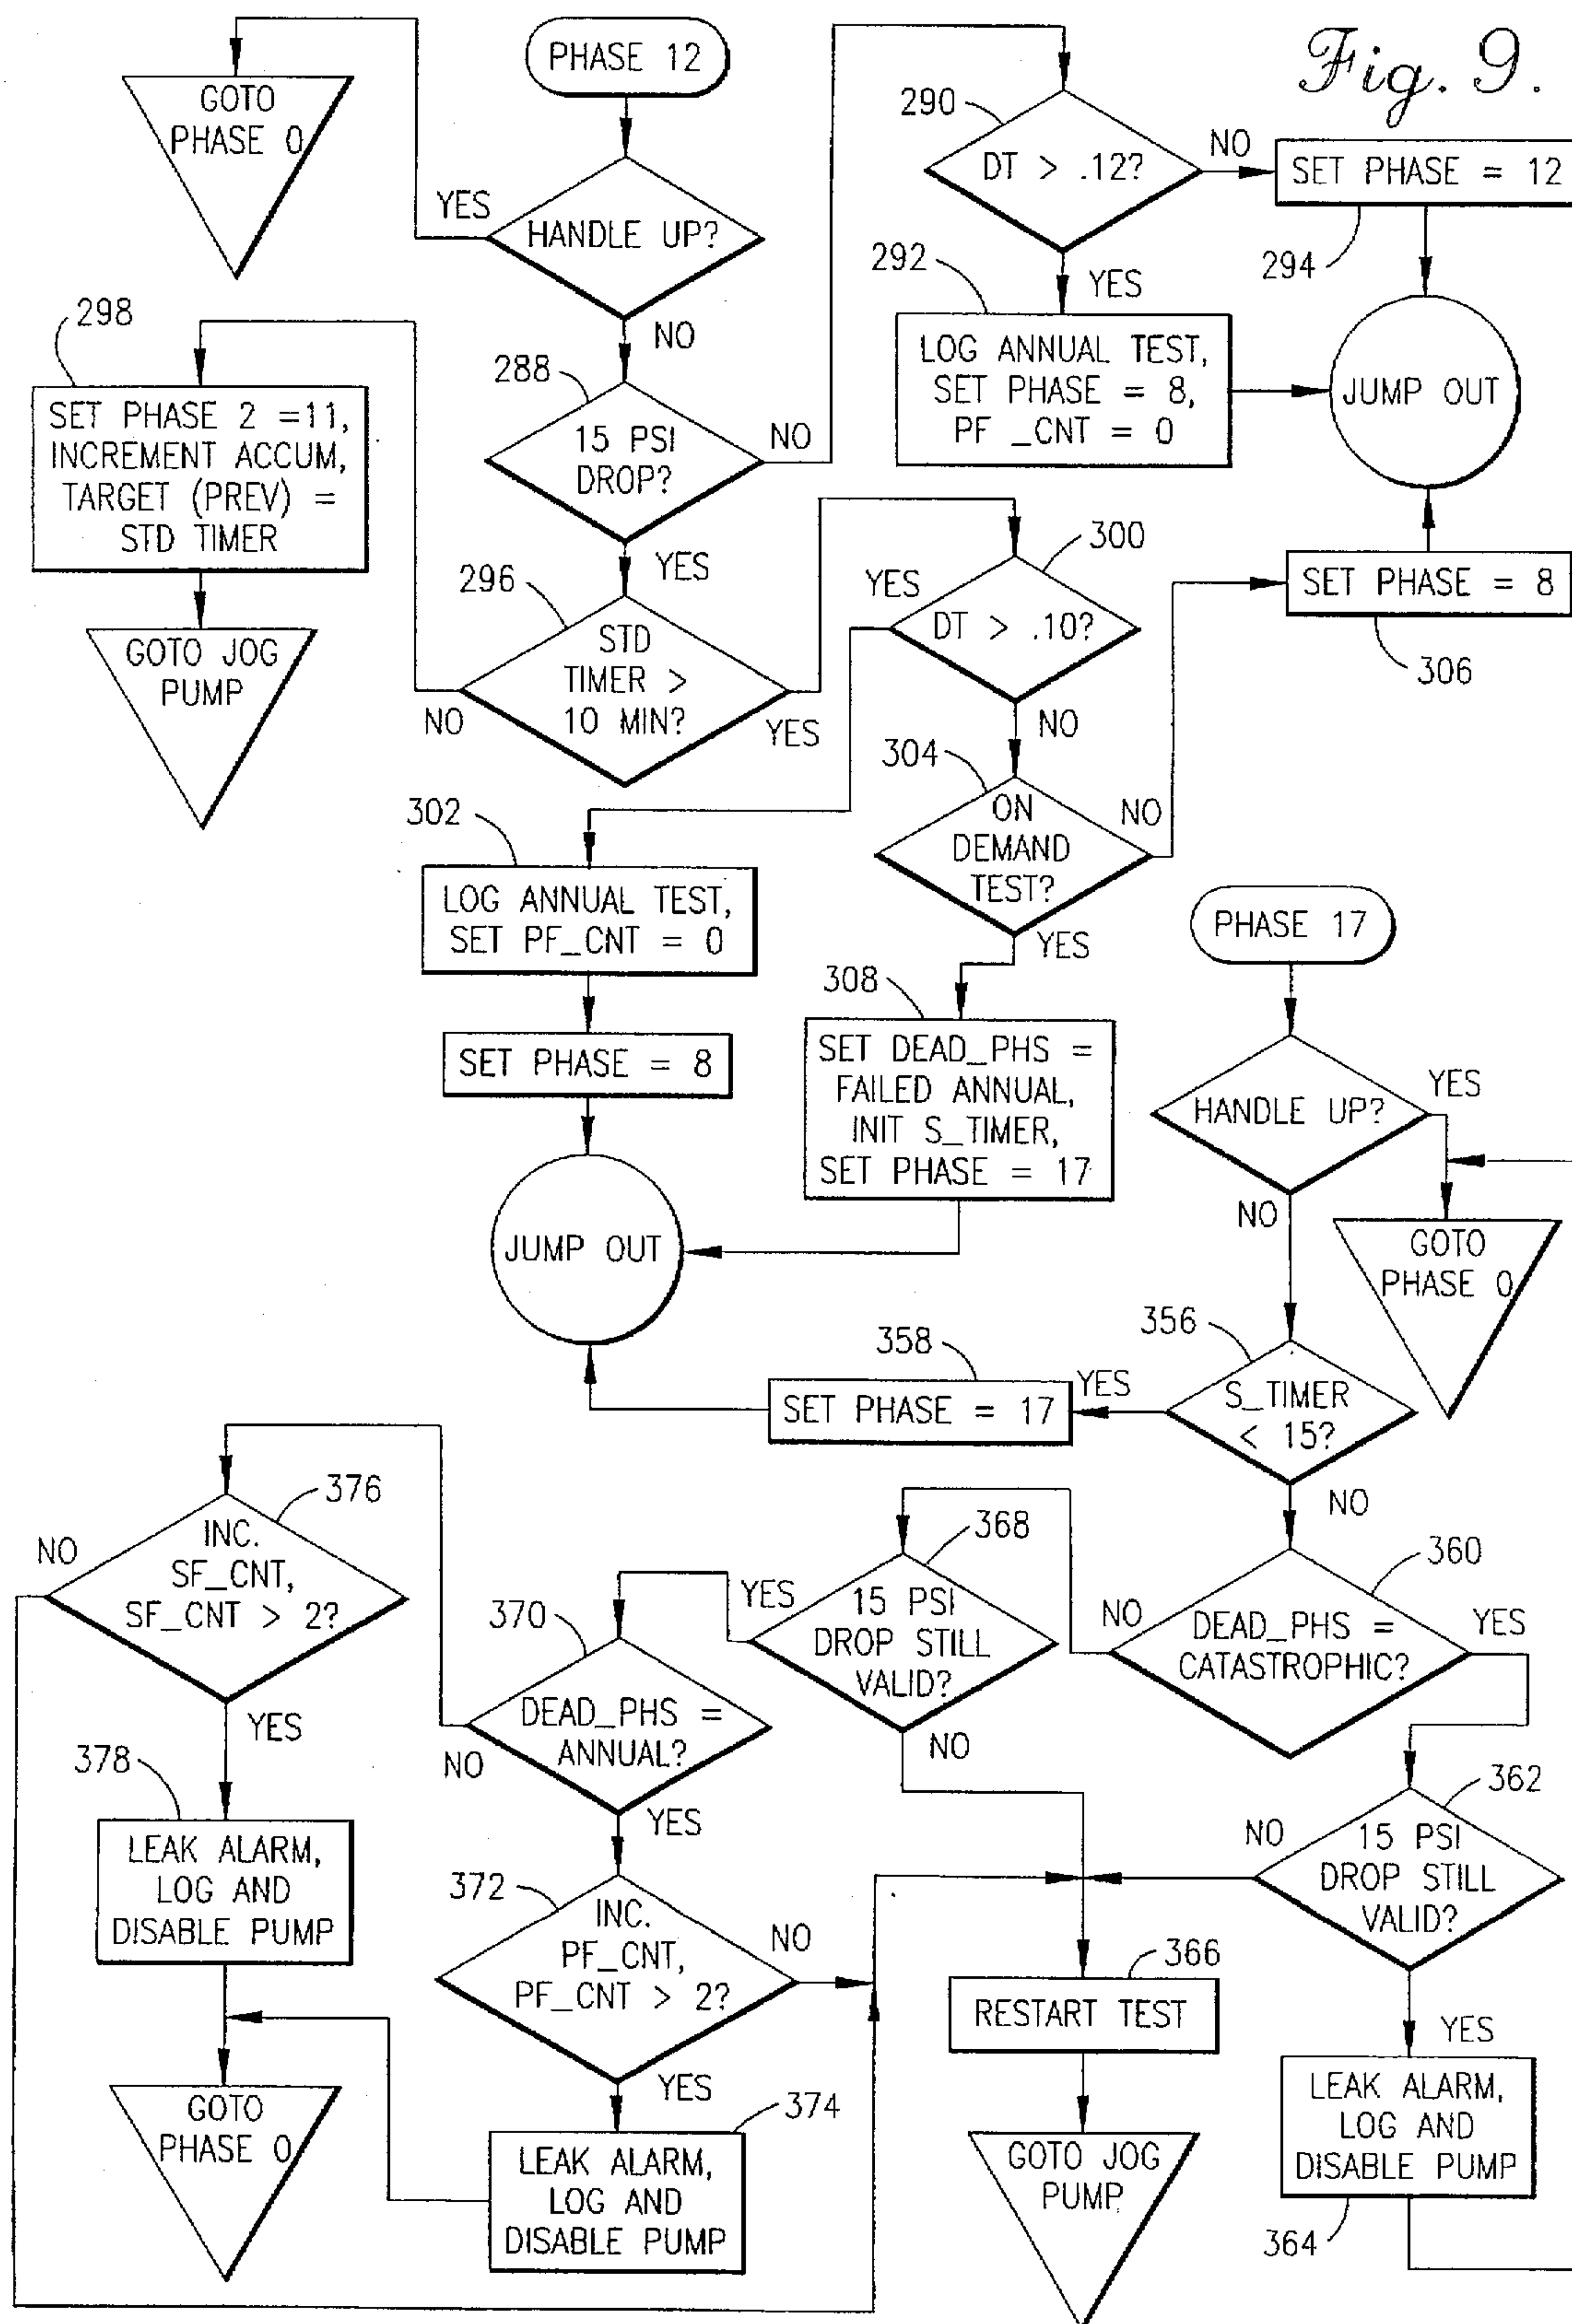 Fig. 9.
PHASE 12
GOTO
PHASE 0
YES
HANDLE UP?
NO
290
DT > .12?
NO
SET PHASE = 12
294
292
YES
LOG ANNUAL TEST,
SET PHASE = 8,
PF _CNT = 0
JUMP OUT
298
SET PHASE 2 =11,
INCREMENT ACCUM,
TARGET (PREV) =
STD TIMER
GOTO JOG
PUMP
288
15 PSI
DROP?
NO
YES
296
STD
TIMER >
10 MIN?
NO
YES
300
YES
DT > .10?
NO
SET PHASE = 8
306
304
ON
DEMAND
TEST?
NO
YES
302
LOG ANNUAL TEST,
SET PF_CNT = 0
SET PHASE = 8
308
SET DEAD_PHS =
FAILED ANNUAL,
INIT S_TIMER,
SET PHASE = 17
JUMP OUT
PHASE 17
HANDLE UP?
YES
NO
GOTO
PHASE 0
356
S_TIMER
< 15?
YES
358
SET PHASE = 17
NO
360
DEAD_PHS =
CATASTROPHIC?
NO
YES
368
15 PSI
DROP STILL
VALID?
YES
NO
370
DEAD_PHS =
ANNUAL?
NO
YES
376
INC.
SF_CNT,
SF_CNT > 2?
NO
YES
378
LEAK ALARM,
LOG AND
DISABLE PUMP
GOTO
PHASE 0
372
INC.
PF_CNT,
PF_CNT > 2?
NO
YES
374
LEAK ALARM,
LOG AND
DISABLE PUMP
362
15 PSI
DROP STILL
VALID?
NO
YES
366
RESTART TEST
GOTO JOG
PUMP
LEAK ALARM,
LOG AND
DISABLE PUMP
364